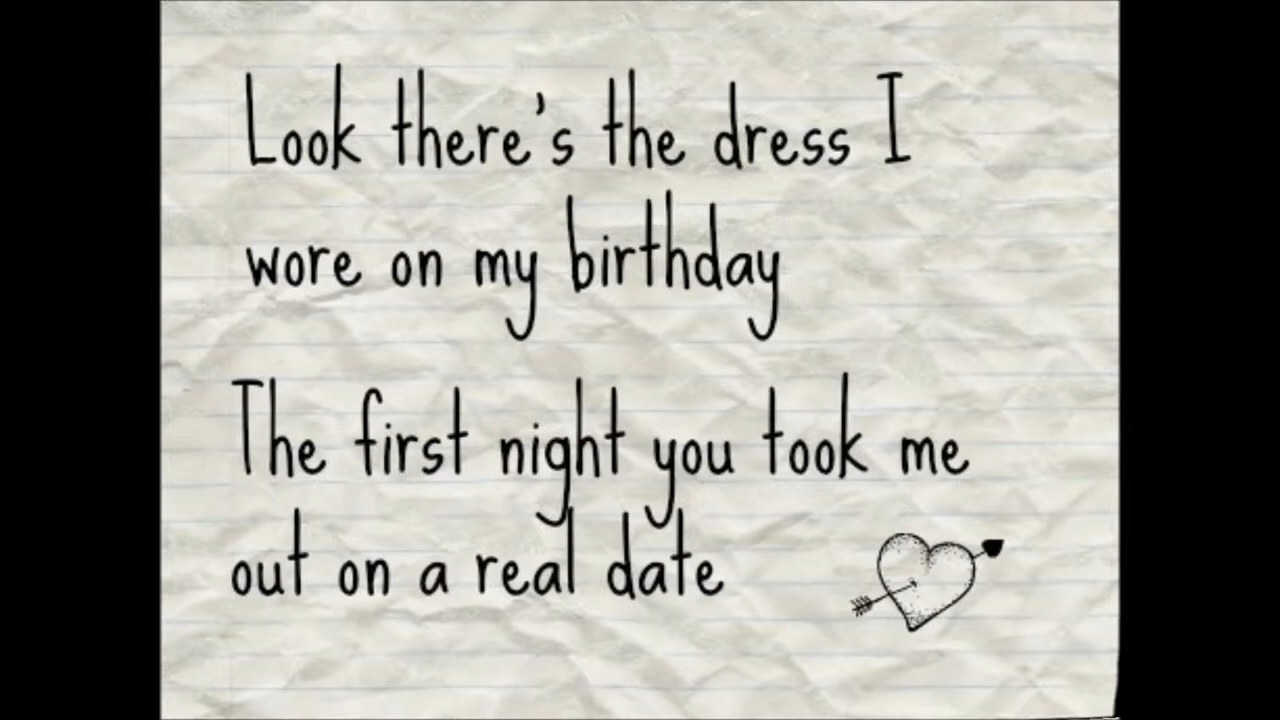 Look there's the dress I
wore on my birthday
The first night you took me
out on a real date